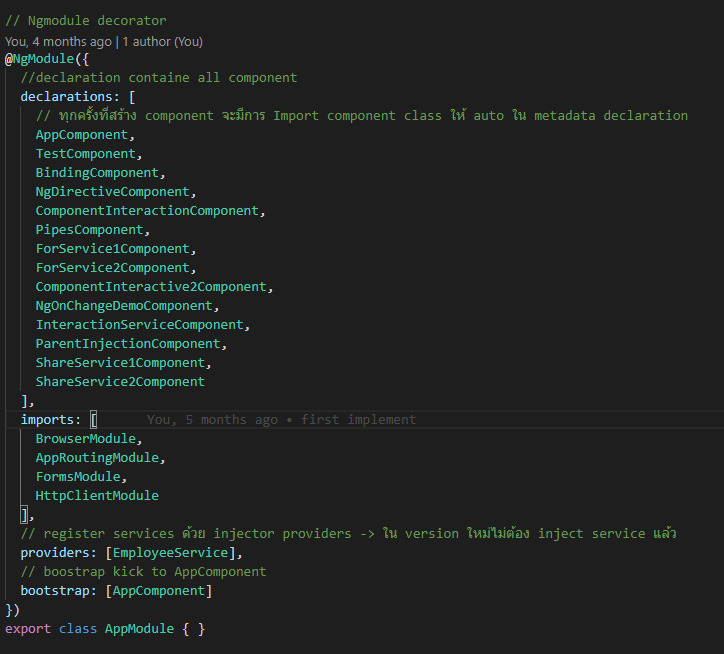 // Ngmodule decorator
You, 4 months ago | 1 author (You)
@NgModule({
//declaration containe all component
declarations: [
// ทุกครั้งที่สร้าง component จะมีการ Import component class ให้ auto ใน metadata declaration
AppComponent,
TestComponent,
BindingComponent,
NgDirectiveComponent,
ComponentInteractionComponent,
PipesComponent,
ForService1Component,
ForService2Component,
ComponentInteractive2Component,
NgOnChangeDemoComponent,
InteractionServiceComponent,
ParentInjectionComponent,
ShareService1Component,
ShareService2Component
],
imports: [ You, 5 months ago • first implement
BrowserModule,
AppRoutingModule,
FormsModule,
HttpClientModule
],
// register services ด้วย injector providers -> ใน version ใหม่ไม่ต้อง inject service แล้ว
providers: [EmployeeService],
// boostrap kick to AppComponent
bootstrap: [AppComponent]
})
export class AppModule { }